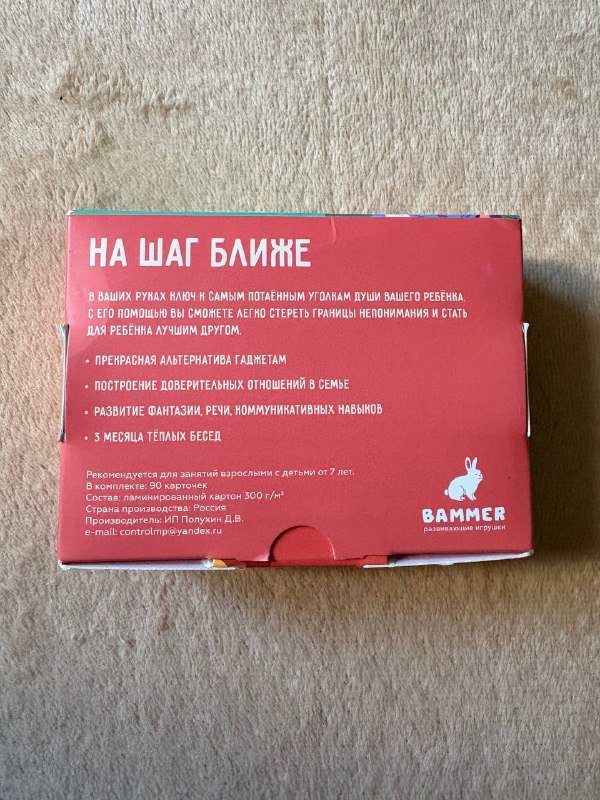 НА ШАГ БЛИЖЕ
В ВАШИХ РУКАХ КЛЮЧ К САМЫМ ПОТАЁННЫМ УГОЛКАМ ДУШИ ВАШЕГО РЕБЁНКА.
С ЕГО ПОМОЩЬЮ ВЫ СМОЖЕТЕ ЛЕГКО СТЕРЕТЬ ГРАНИЦЫ НЕПОНИМАНИЯ И СТАТЬ
ДЛЯ РЕБЁНКА ЛУЧШИМ ДРУГОМ.
• ПРЕКРАСНАЯ АЛЬТЕРНАТИВА ГАДЖЕТАМ
• ПОСТРОЕНИЕ ДОВЕРИТЕЛЬНЫХ ОТНОШЕНИЙ В СЕМЬЕ
• РАЗВИТИЕ ФАНТАЗИИ, РЕЧИ, КОММУНИКАТИВНЫХ НАВЫКОВ
• 3 МЕСЯЦА ТЁПЛЫХ БЕСЕД
Рекомендуется для занятий взрослыми с детьми от 7 лет.
В комплекте: 90 карточек
Состав: ламинированный картон 300 г/м²
Страна производства: Россия
Производитель: ИП Полухин Д.В.
e-mail: controlmp@yandex.ru
BAMMER
развивающие игрушки